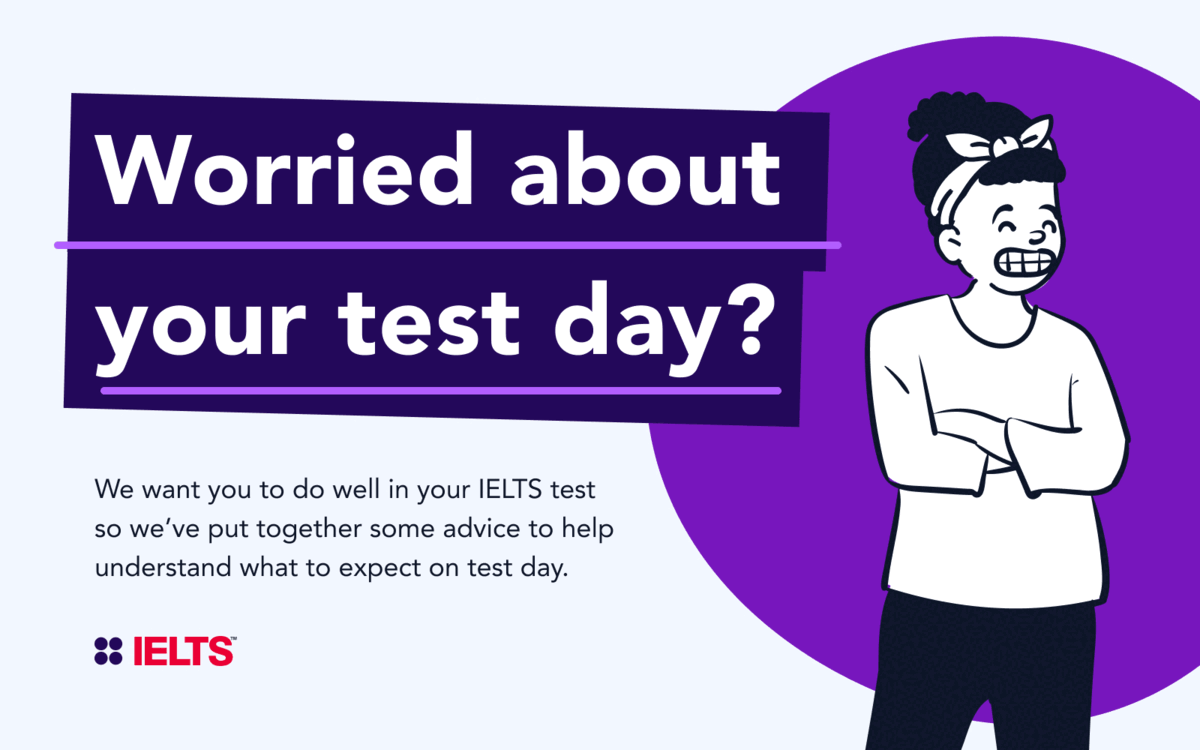 Worried about
your test day?
We want you to do well in your IELTS test
so we’ve put together some advice to help
understand what to expect on test day.
IELTS™